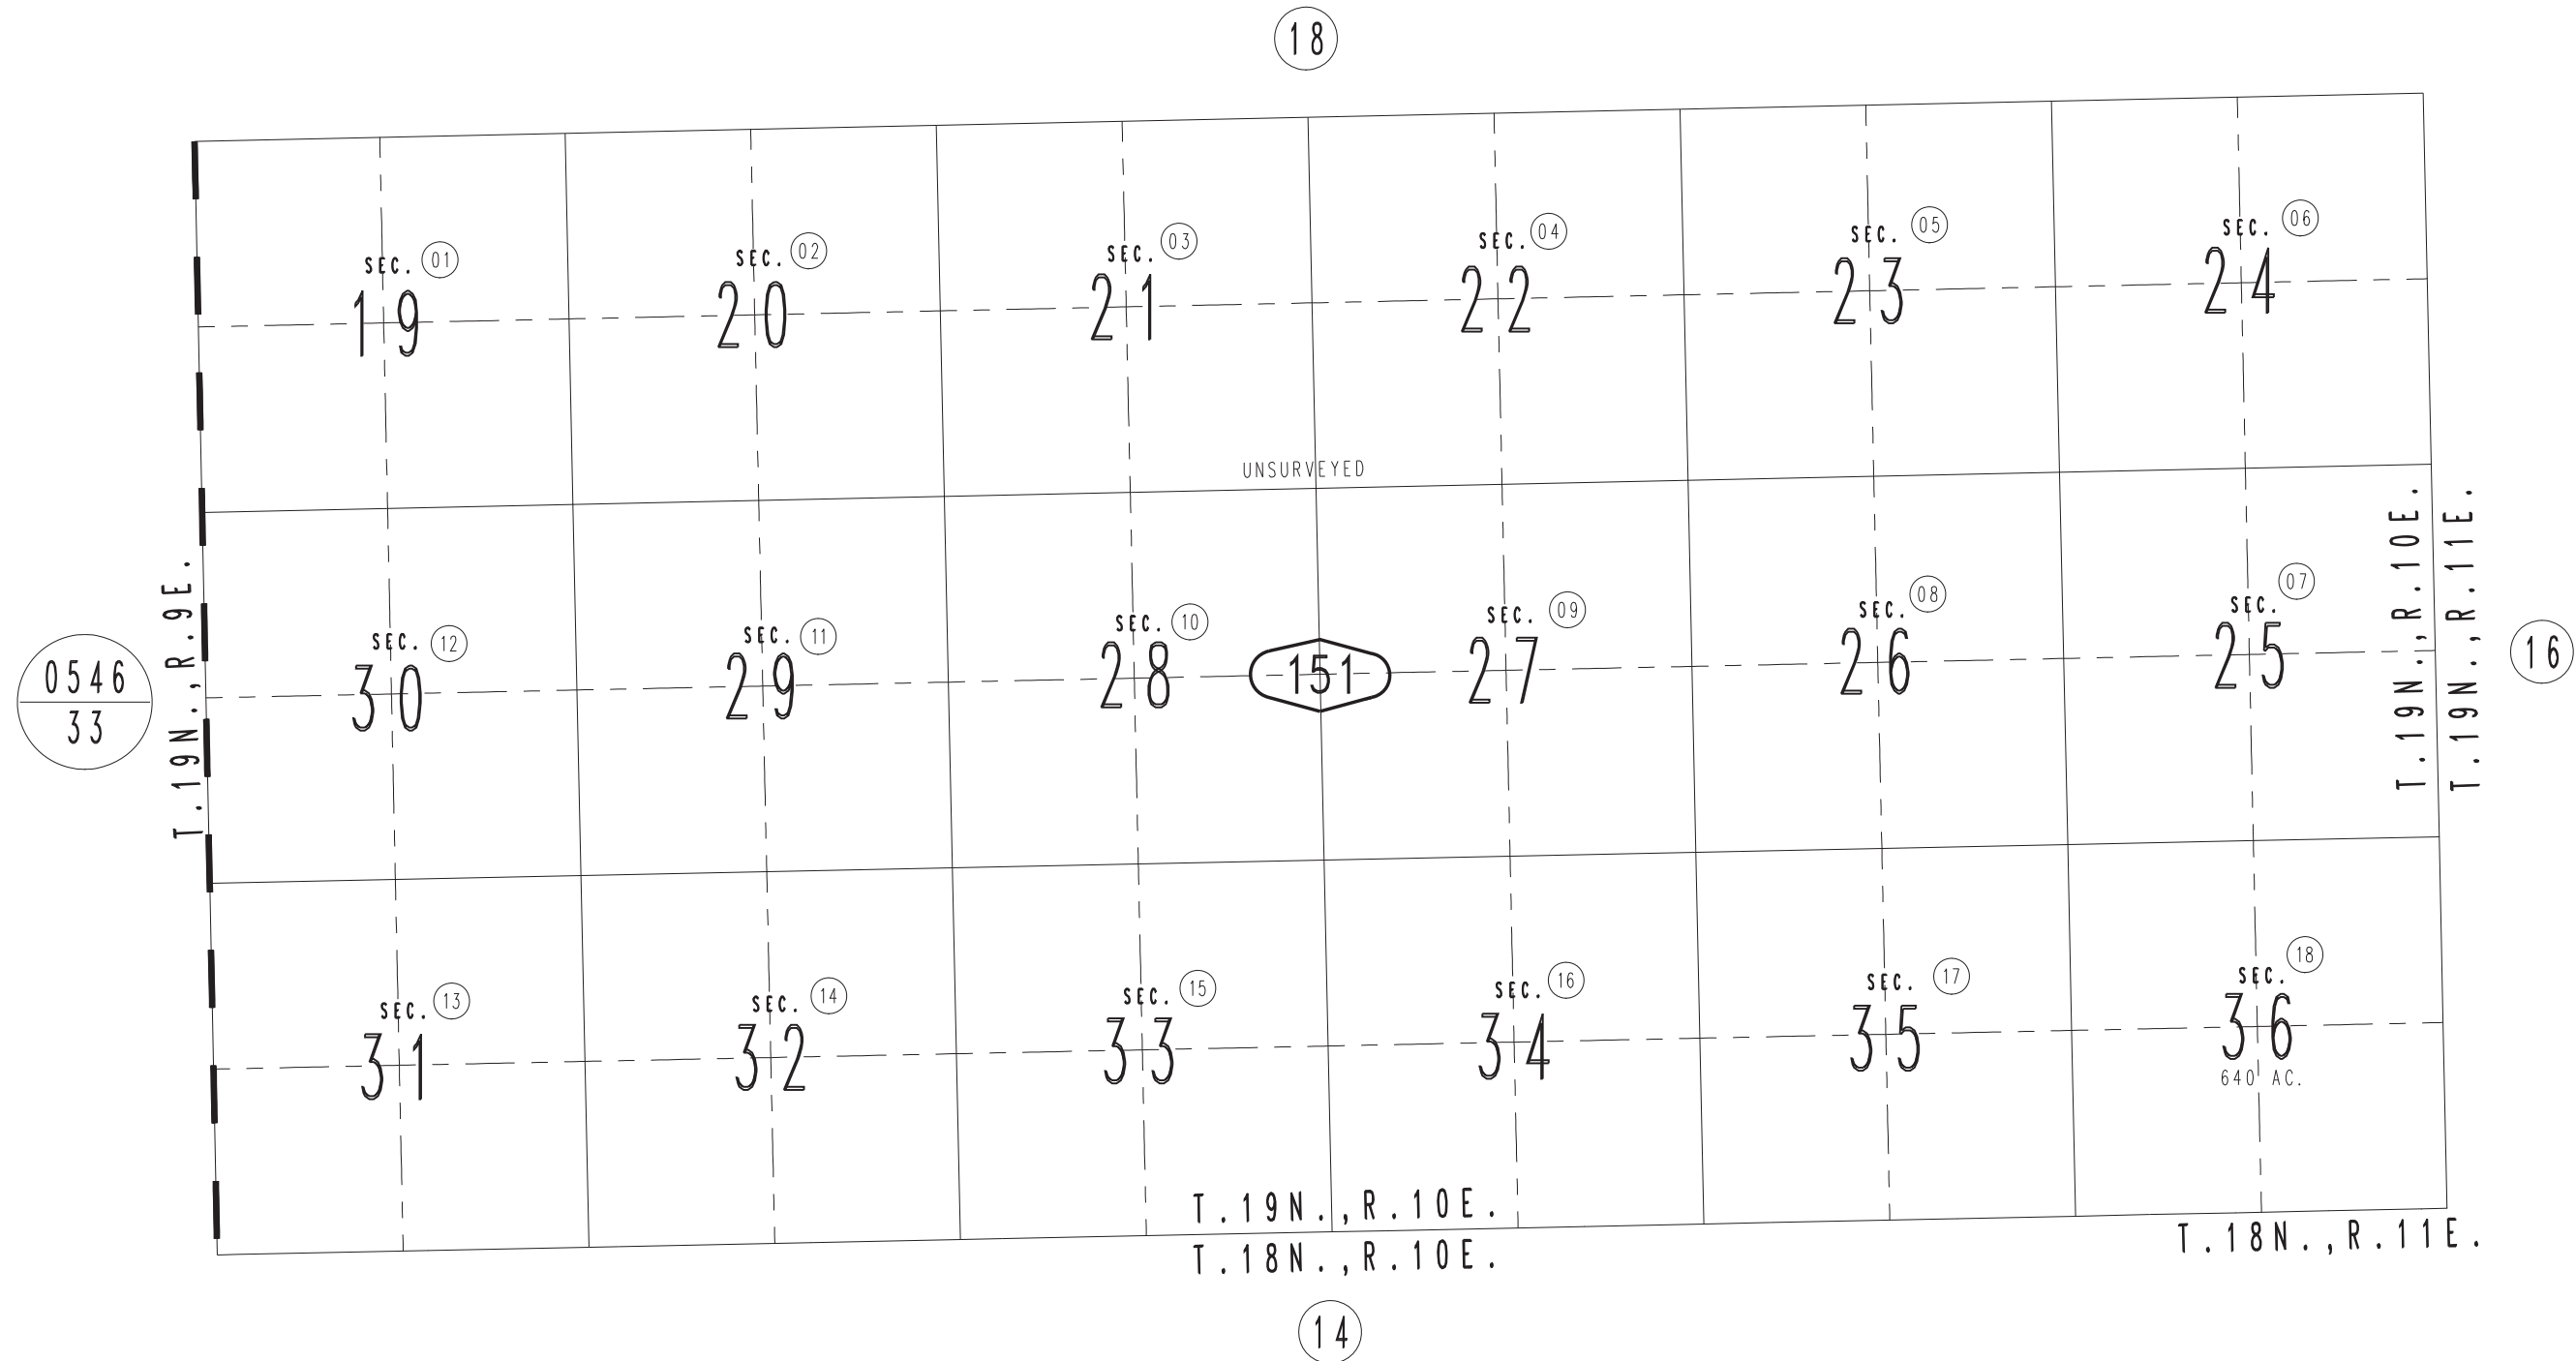 18
SEC. 01
19
SEC. 02
20
SEC. 03
21
SEC. 04
22
SEC. 05
23
SEC. 06
24
UNSURVEYED
0546
33
T.19N.,R.9E.
SEC. 12
30
SEC. 11
29
SEC. 10
28
151
SEC. 09
27
SEC. 08
26
SEC. 07
25
T.19N.,R.10E.
T.19N.,R.11E.
16
SEC. 13
31
SEC. 14
32
SEC. 15
33
SEC. 16
34
SEC. 17
35
SEC. 18
36
640 AC.
T.19N.,R.10E.
T.18N.,R.10E.
T.18N.,R.11E.
14